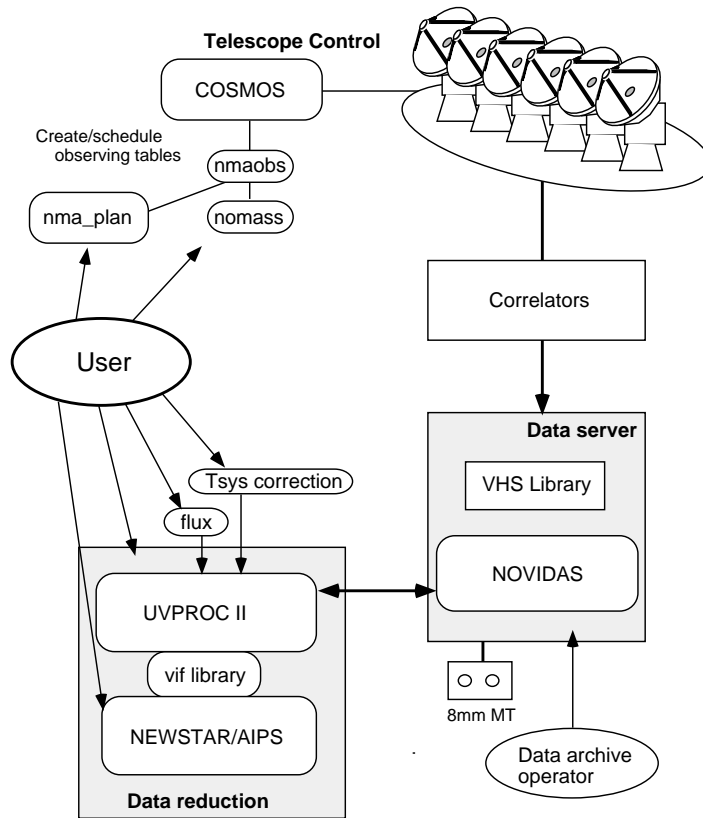 Telescope Control
COSMOS
Create/schedule
observing tables
nmaobs
nma_plan
nomass
Correlators
User
Data server
Tsys correction
VHS Library
flux
NOVIDAS
UVPROC II
vif library
8mm MT
NEWSTAR/AIPS
Data archive
operator
Data reduction